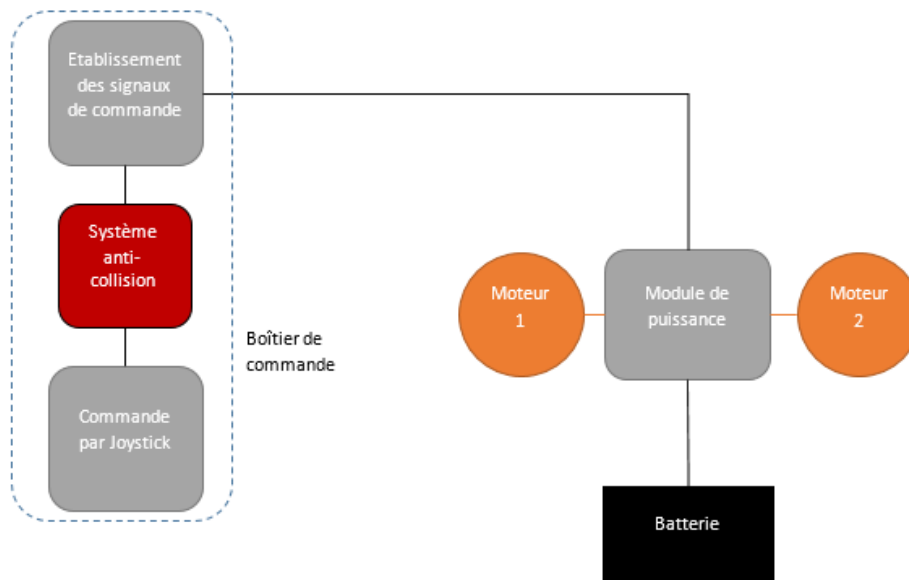 Etablissement
des signaux
de commande
Système
anti-
collision
Commande
par Joystick
Boîtier de
commande
Moteur
1
Module de
puissance
Moteur
2
Batterie